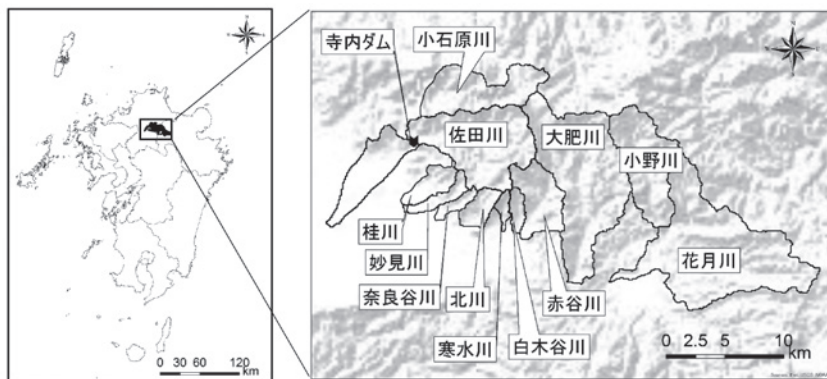 0 30 60 120
km
寺内ダム
小石原川
佐田川
大肥川
小野川
桂川
妙見川
奈良谷川
北川
寒水川
白木谷川
赤谷川
花月川
0 2.5 5 10
km